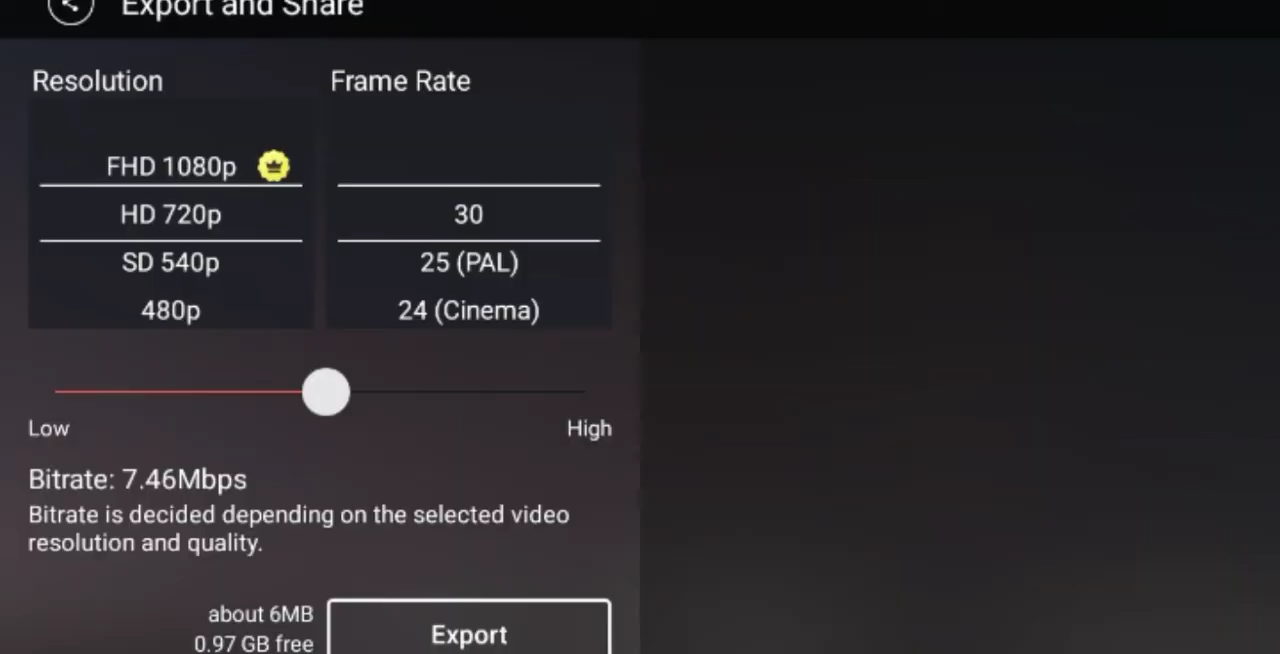 Export and Share
Resolution
Frame Rate
FHD 1080p
HD 720p
30
SD 540p
25 (PAL)
480p
24 (Cinema)
Low
High
Bitrate: 7.46Mbps
Bitrate is decided depending on the selected video
resolution and quality.
about 6MB
0.97 GB free
Export